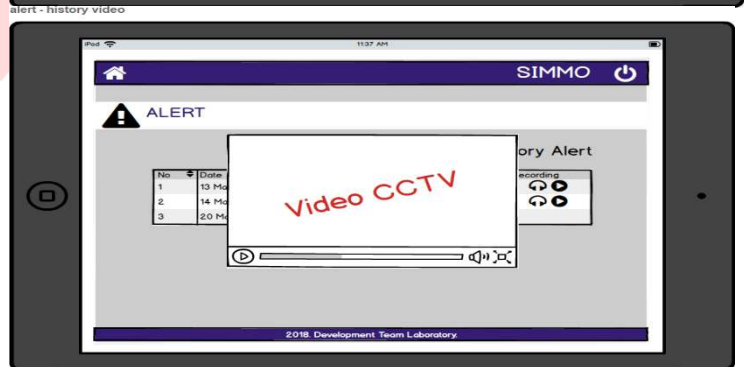 alert - history video
iPod 11:37 AM
SIMMO
ALERT
ory Alert
No Date ecording
1 13 Ma
2 14 Ma
3 20 Ma
Video CCTV
2018. Development Team Laboratory.